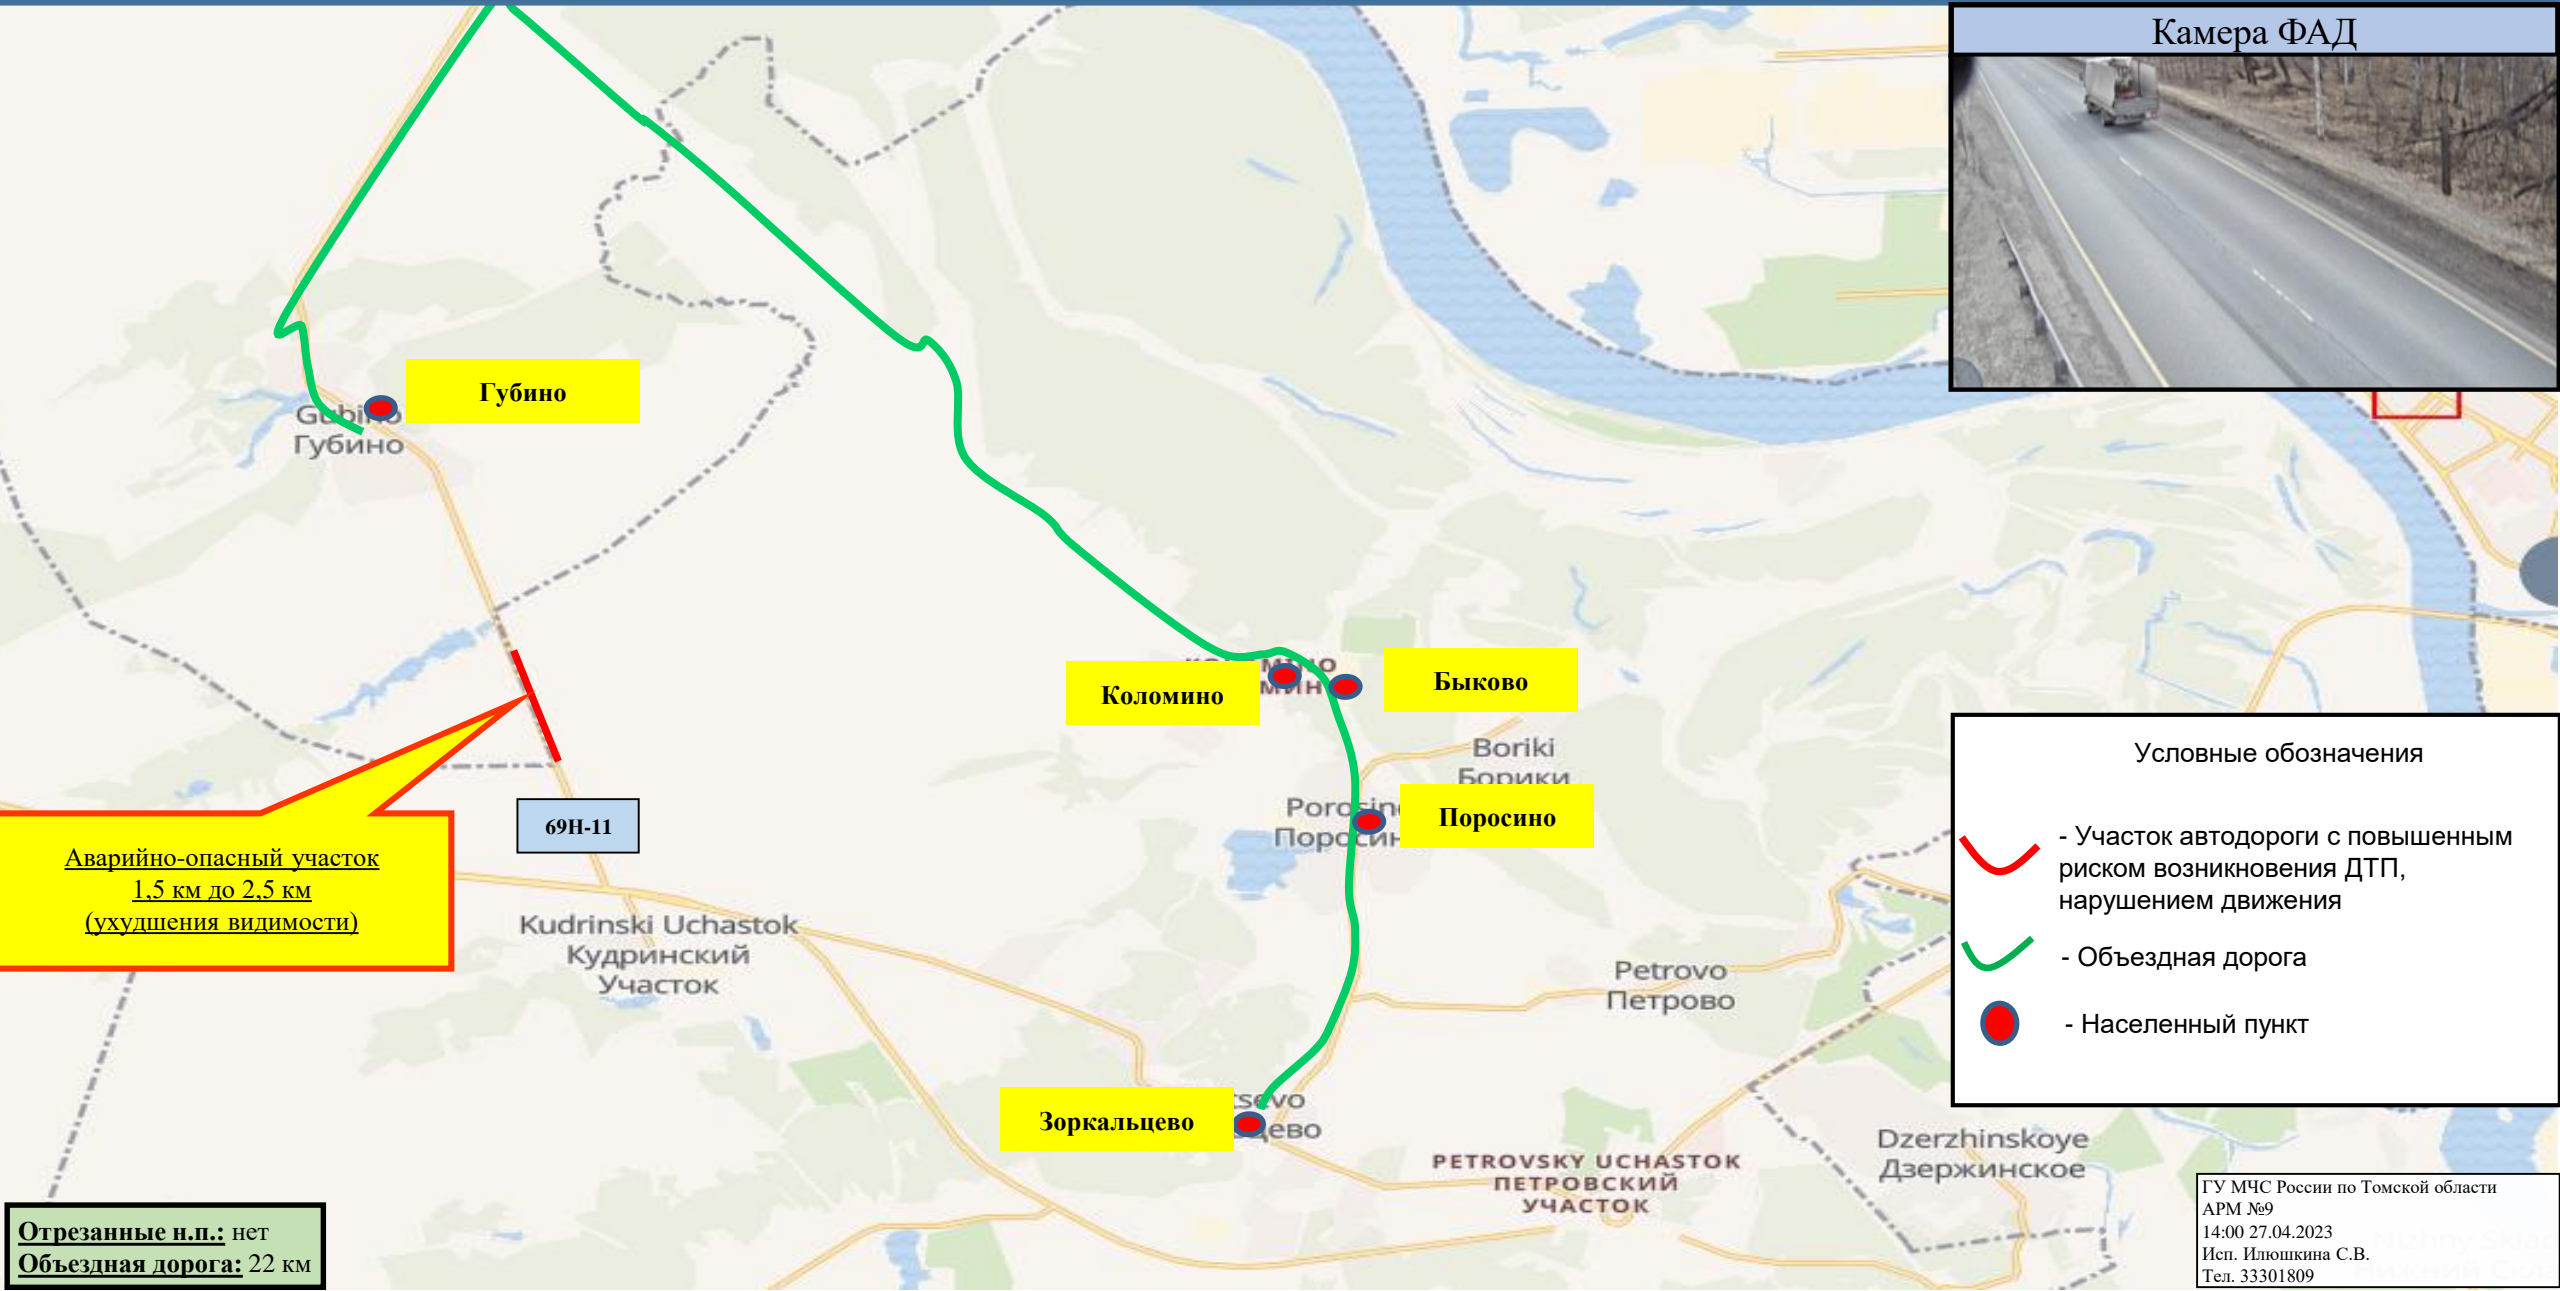 Камера ФАД
Губино
Gubino
Губино
Коломино
Быково
Boriki
Борики
Поросино
69Н-11
Аварийно-опасный участок
1,5 км до 2,5 км
(ухудшения видимости)
Kudrinski Uchastok
Кудринский
Участок
Petrovo
Петрово
Зоркальцево
PETROVSKY UCHASTOK
ПЕТРОВСКИЙ
УЧАСТОК
Dzerzhinskoye
Дзержинское
Условные обозначения
- Участок автодороги с повышенным
риском возникновения ДТП,
нарушением движения
- Объездная дорога
- Населенный пункт
Отрезанные н.п.: нет
Объездная дорога: 22 км
ГУ МЧС России по Томской области
АРМ №9
14:00 27.04.2023
Исп. Илюшкина С.В.
Тел. 33301809